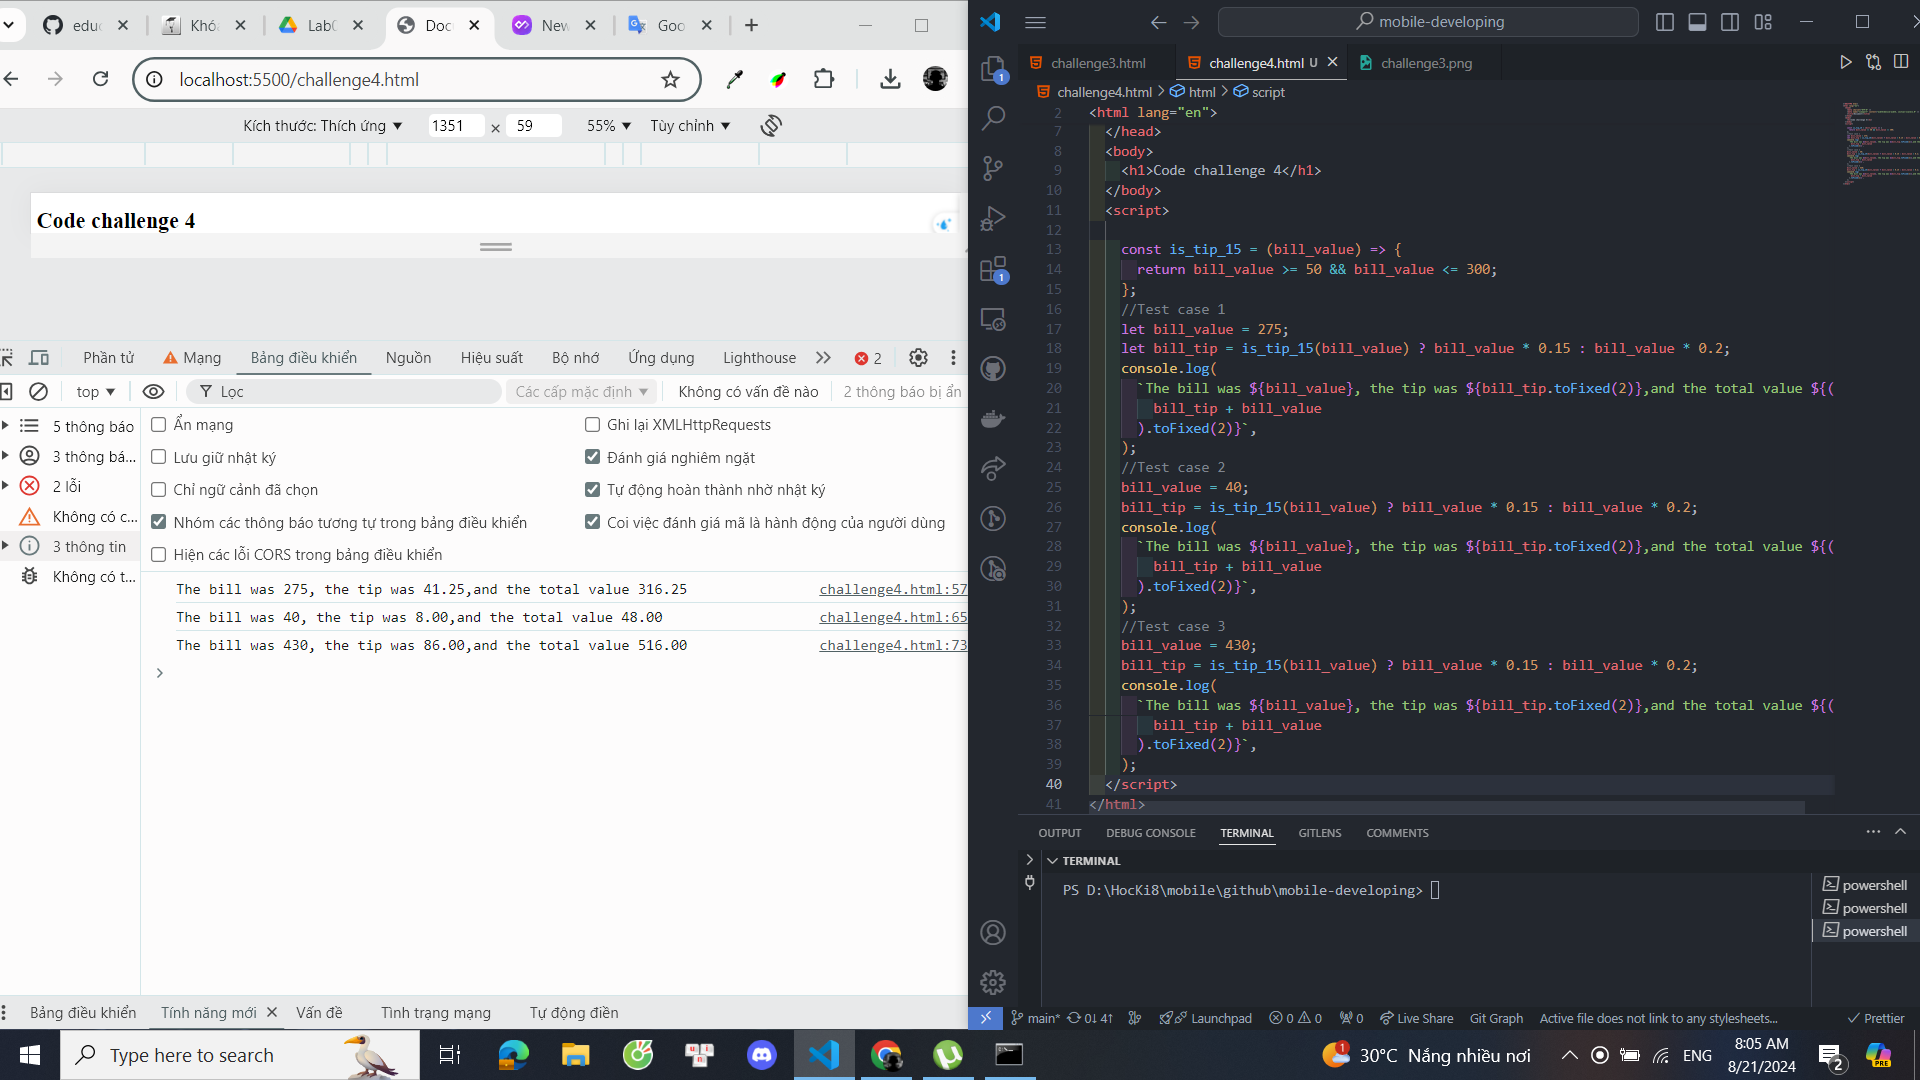 educ
Khóa
Lab0
Doc
New
Goo
localhost:5500/challenge4.html
Kích thước: Thích ứng
1351
×
59
55%
Tùy chỉnh
Code challenge 4
Phần tử
Mạng
Bảng điều khiển
Nguồn
Hiệu suất
Bộ nhớ
Ứng dụng
Lighthouse
2
top
Lọc
Các cấp mặc định
Không có vấn đề nào
2 thông báo bị ẩn
5 thông báo
3 thông bá...
2 lỗi
Không có c...
3 thông tin
Không có t...
Ẩn mạng
Ghi lại XMLHttpRequests
Lưu giữ nhật ký
Đánh giá nghiêm ngặt
Chỉ ngữ cảnh đã chọn
Tự động hoàn thành nhờ nhật ký
Nhóm các thông báo tương tự trong bảng điều khiển
Coi việc đánh giá mã là hành động của người dùng
Hiện các lỗi CORS trong bảng điều khiển
The bill was 275, the tip was 41.25,and the total value 316.25 challenge4.html:57
The bill was 40, the tip was 8.00,and the total value 48.00 challenge4.html:65
The bill was 430, the tip was 86.00,and the total value 516.00 challenge4.html:73
Bảng điều khiển
Tính năng mới
Vấn đề
Tình trạng mạng
Tự động điền
mobile-developing
challenge3.html
challenge4.html U
challenge3.png
challenge4.html > html > script
2 <html lang="en">
7 </head>
8 <body>
9 <h1>Code challenge 4</h1>
10 </body>
11 <script>
12
13 const is_tip_15 = (bill_value) => {
14 return bill_value >= 50 && bill_value <= 300;
15 };
16 //Test case 1
17 let bill_value = 275;
18 let bill_tip = is_tip_15(bill_value) ? bill_value * 0.15 : bill_value * 0.2;
19 console.log(
20 `The bill was ${bill_value}, the tip was ${bill_tip.toFixed(2)},and the total value ${(
21 bill_tip + bill_value
22 ).toFixed(2)}`,
23 );
24 //Test case 2
25 bill_value = 40;
26 bill_tip = is_tip_15(bill_value) ? bill_value * 0.15 : bill_value * 0.2;
27 console.log(
28 `The bill was ${bill_value}, the tip was ${bill_tip.toFixed(2)},and the total value ${(
29 bill_tip + bill_value
30 ).toFixed(2)}`,
31 );
32 //Test case 3
33 bill_value = 430;
34 bill_tip = is_tip_15(bill_value) ? bill_value * 0.15 : bill_value * 0.2;
35 console.log(
36 `The bill was ${bill_value}, the tip was ${bill_tip.toFixed(2)},and the total value ${(
37 bill_tip + bill_value
38 ).toFixed(2)}`,
39 );
40 </script>
41 </html>
1
1
OUTPUT
DEBUG CONSOLE
TERMINAL
GITLENS
COMMENTS
TERMINAL
PS D:\HocKi8\mobile\github\mobile-developing>
powershell
powershell
powershell
main*
0↓ 4↑
Launchpad
0
0
0
Live Share
Git Graph
Active file does not link to any stylesheets...
Prettier
Type here to search
1
30°C Nắng nhiều nơi
ENG
8:05 AM
8/21/2024
2
PRE